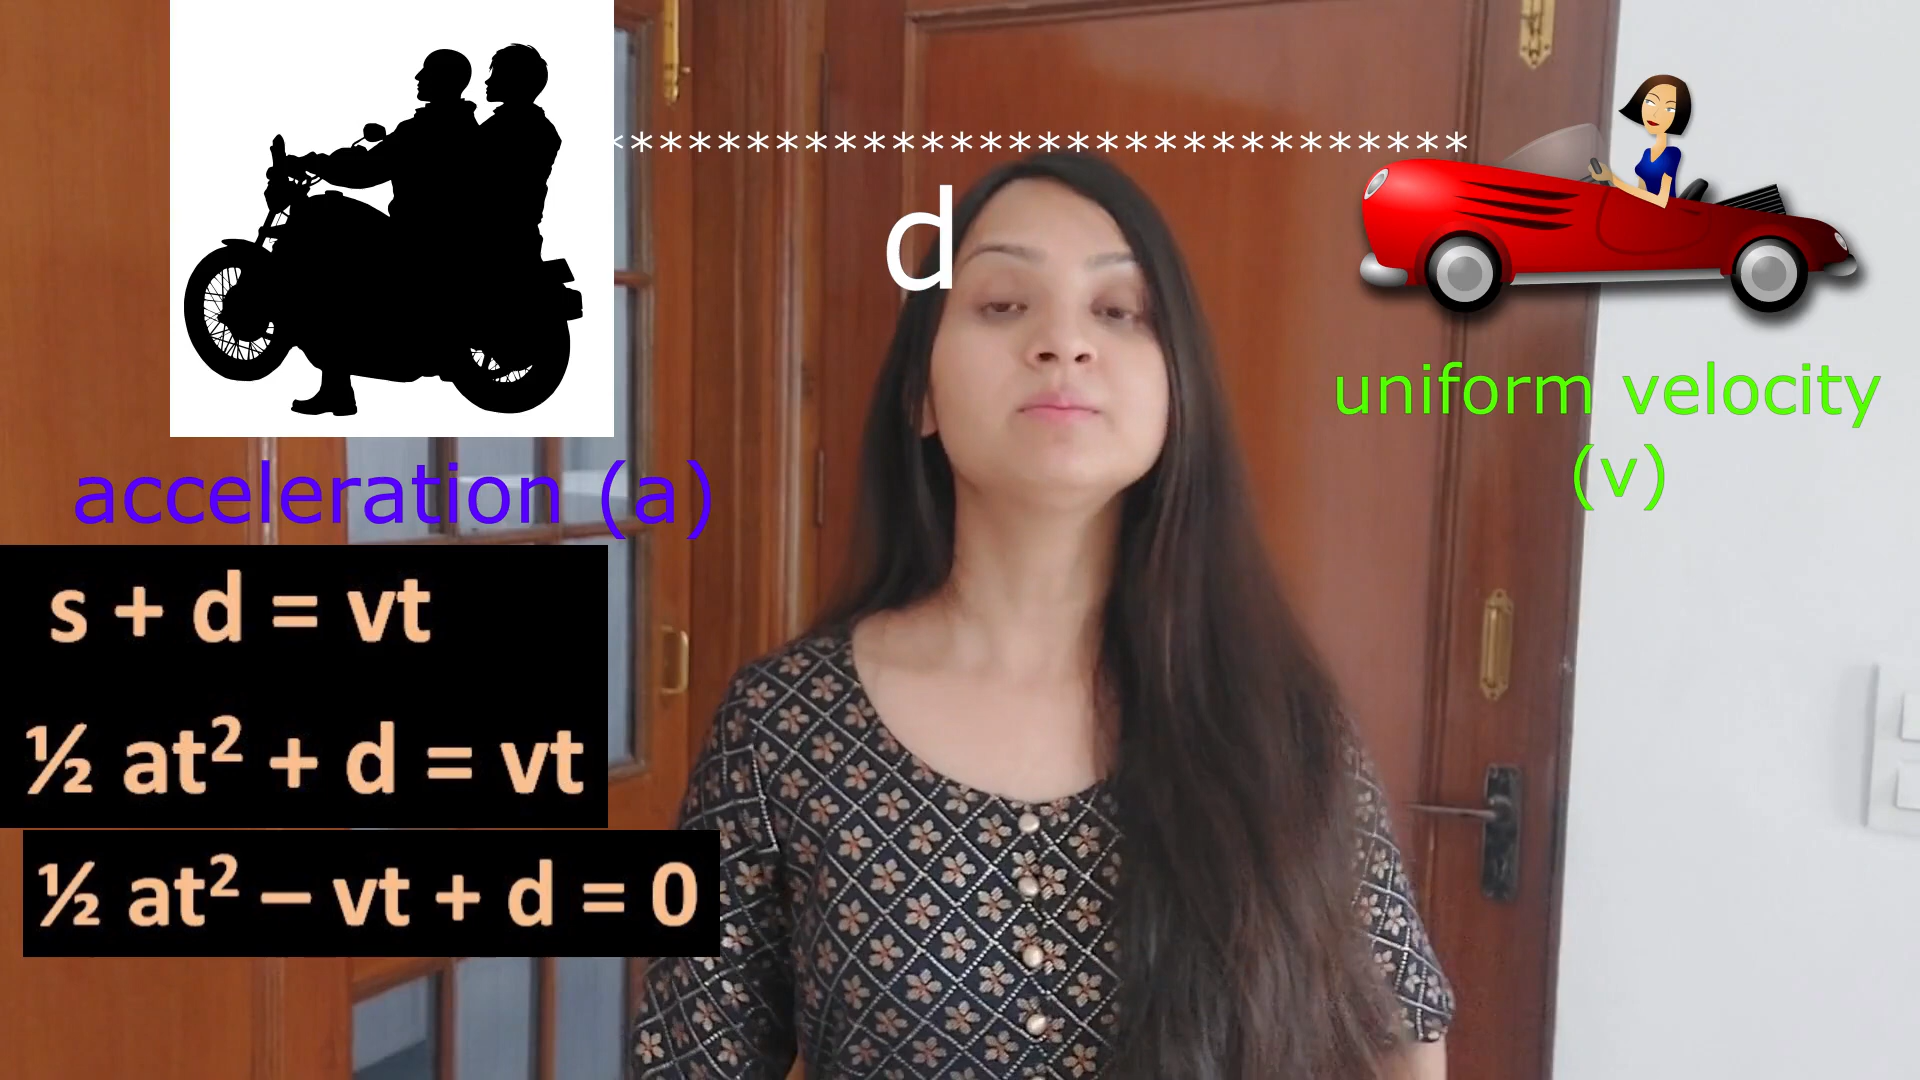 *****************************
d
uniform velocity
(v)
acceleration (a)
s + d = vt
½ at² + d = vt
½ at² – vt + d = 0